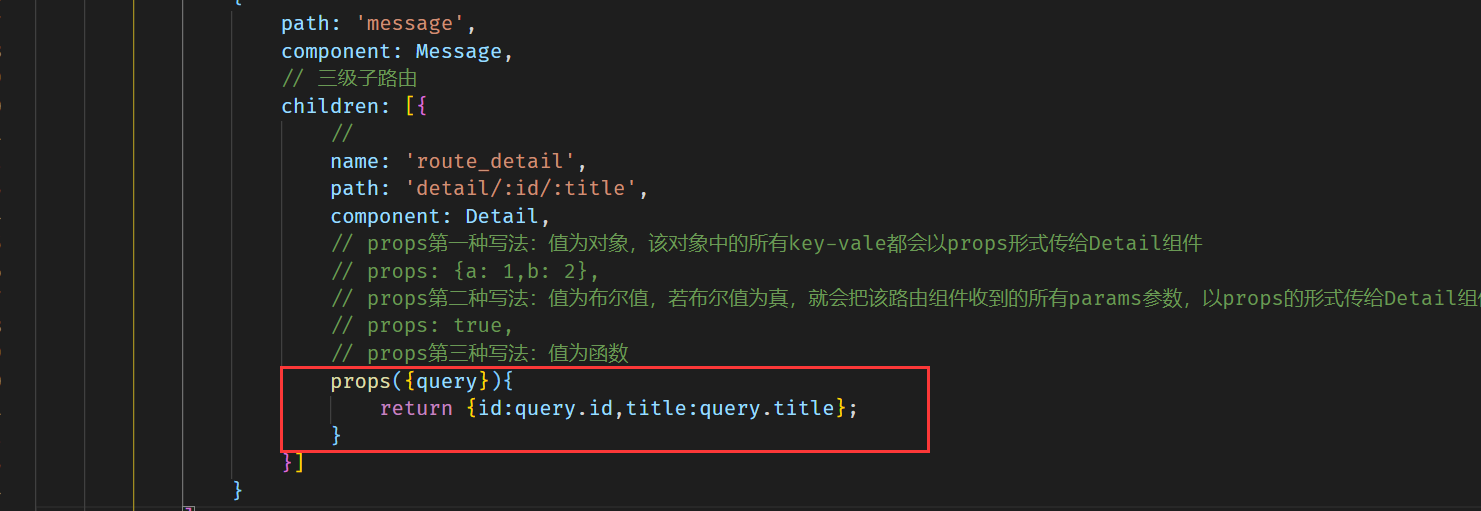 {
path: 'message',
component: Message,
// 三级子路由
children: [{
//
name: 'route_detail',
path: 'detail/:id/:title',
component: Detail,
// props第一种写法：值为对象，该对象中的所有key-vale都会以props形式传给Detail组件
// props: {a: 1,b: 2},
// props第二种写法：值为布尔值，若布尔值为真，就会把该路由组件收到的所有params参数，以props的形式传给Detail组
// props: true,
// props第三种写法：值为函数
props({query}){
return {id:query.id,title:query.title};
}
}]
}